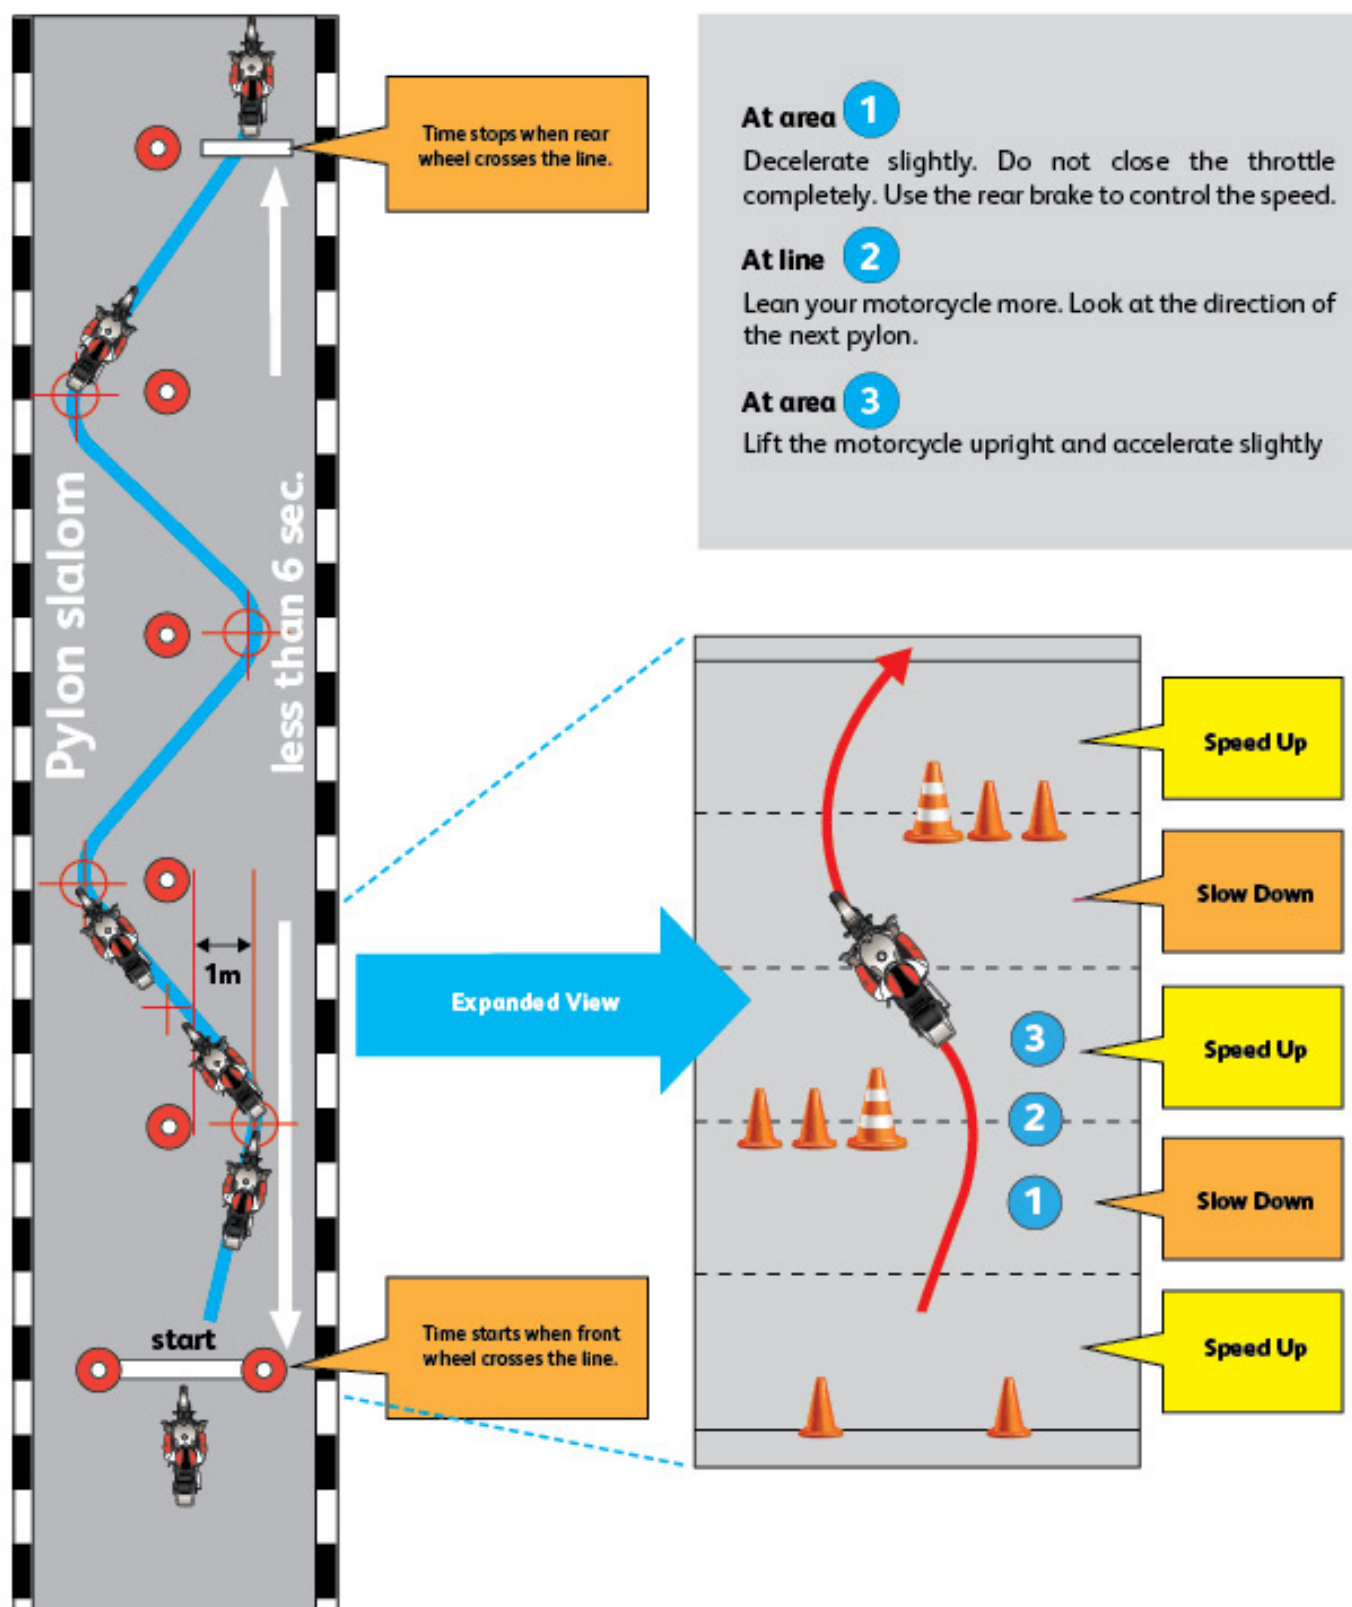 Time stops when rear
wheel crosses the line.
Pylon slalom
less than 6 sec.
1m
start
Time starts when front
wheel crosses the line.
At area 1
Decelerate slightly. Do not close the throttle
completely. Use the rear brake to control the speed.
At line 2
Lean your motorcycle more. Look at the direction of
the next pylon.
At area 3
Lift the motorcycle upright and accelerate slightly
Expanded View
Speed Up
Slow Down
3
Speed Up
2
1
Slow Down
Speed Up